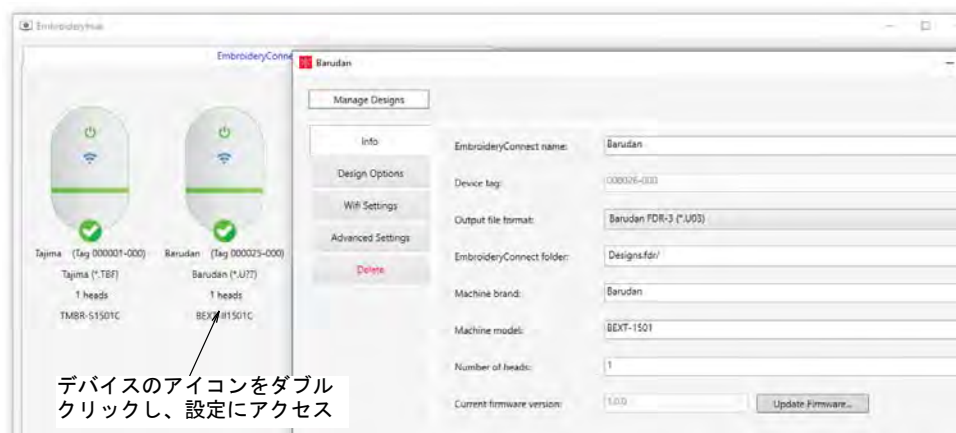 EmbroideryHub
EmbroideryConne
Tajima (Tag 000001-000)
Tajima (*.TBF)
1 heads
TMBR-S1501C
Barudan (Tag 000025-000)
Barudan (*.U??)
1 heads
デバイスのアイコンをダブル
クリックし、設定にアクセス
Barudan
Manage Designs
Info
Design Options
Wifi Settings
Advanced Settings
Delete
EmbroideryConnect name: Barudan
Device tag: 000026-000
Output file format: Barudan FDR-3 (*.U03)
EmbroideryConnect folder: Designs.fdr/
Machine brand: Barudan
Machine model: BEXT-1501
Number of heads: 1
Current firmware version: 1.0.0 Update Firmware...